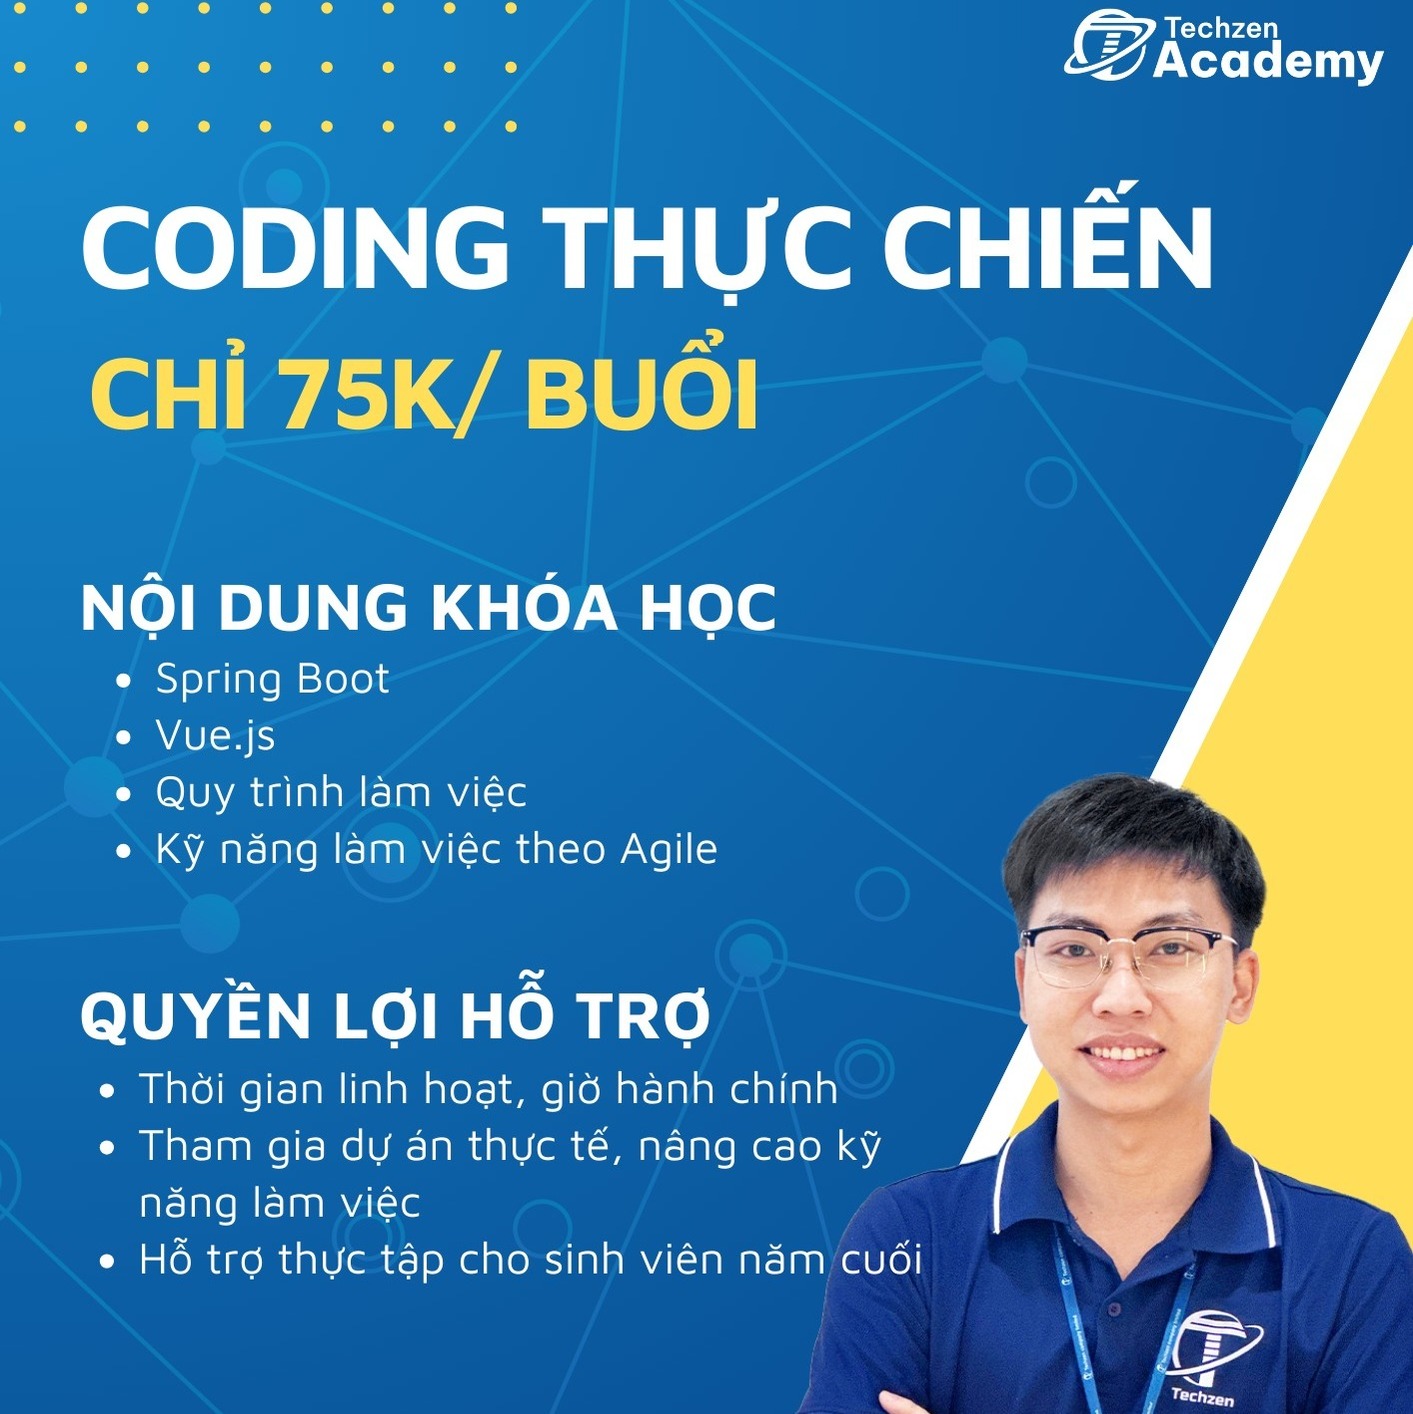 Techzen
Academy
CODING THỰC CHIẾN
CHỈ 75K/ BUỔI
NỘI DUNG KHÓA HỌC
• Spring Boot
• Vue.js
• Quy trình làm việc
• Kỹ năng làm việc theo Agile
QUYỀN LỢI HỖ TRỢ
• Thời gian linh hoạt, giờ hành chính
• Tham gia dự án thực tế, nâng cao kỹ
năng làm việc
• Hỗ trợ thực tập cho sinh viên năm cuối
Techzen